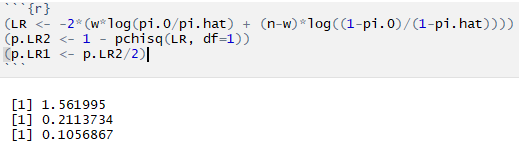 ```{r}
(LR <- -2*(w*log(pi.0/pi.hat) + (n-w)*log((1-pi.0)/(1-pi.hat))))
(p.LR2 <- 1 - pchisq(LR, df=1))
(p.LR1 <- p.LR2/2)
```
[1] 1.561995
[1] 0.2113734
[1] 0.1056867